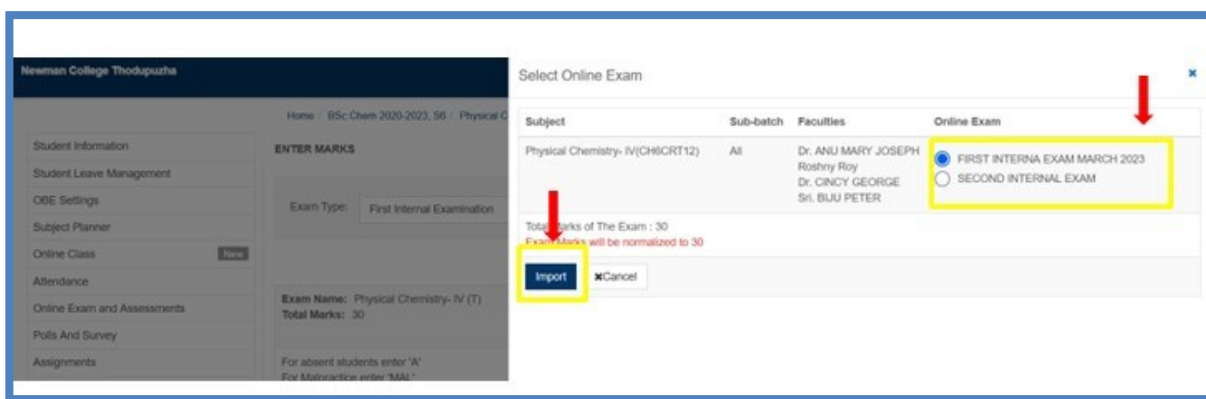 Newman College Thodupuzha
Home / BSc.Chem 2020-2023, S6 / Physical C
Student Information
Student Leave Management
OBE Settings
Subject Planner
Online Class New
Attendance
Online Exam and Assessments
Polls And Survey
Assignments
ENTER MARKS
Exam Type: First Internal Examination
Exam Name: Physical Chemistry- IV (T)
Total Marks: 30
For absent students enter 'A'
For Malpractice enter 'MAL'
Select Online Exam
Subject Sub-batch Faculties Online Exam
Physical Chemistry- IV(CH6CRT12) All Dr. ANU MARY JOSEPH
Roshny Roy
Dr. CINCY GEORGE
Sri. BIJU PETER
FIRST INTERNA EXAM MARCH 2023
SECOND INTERNAL EXAM
Total Marks of The Exam : 30
Exam Marks will be normalized to 30
Import ✖Cancel